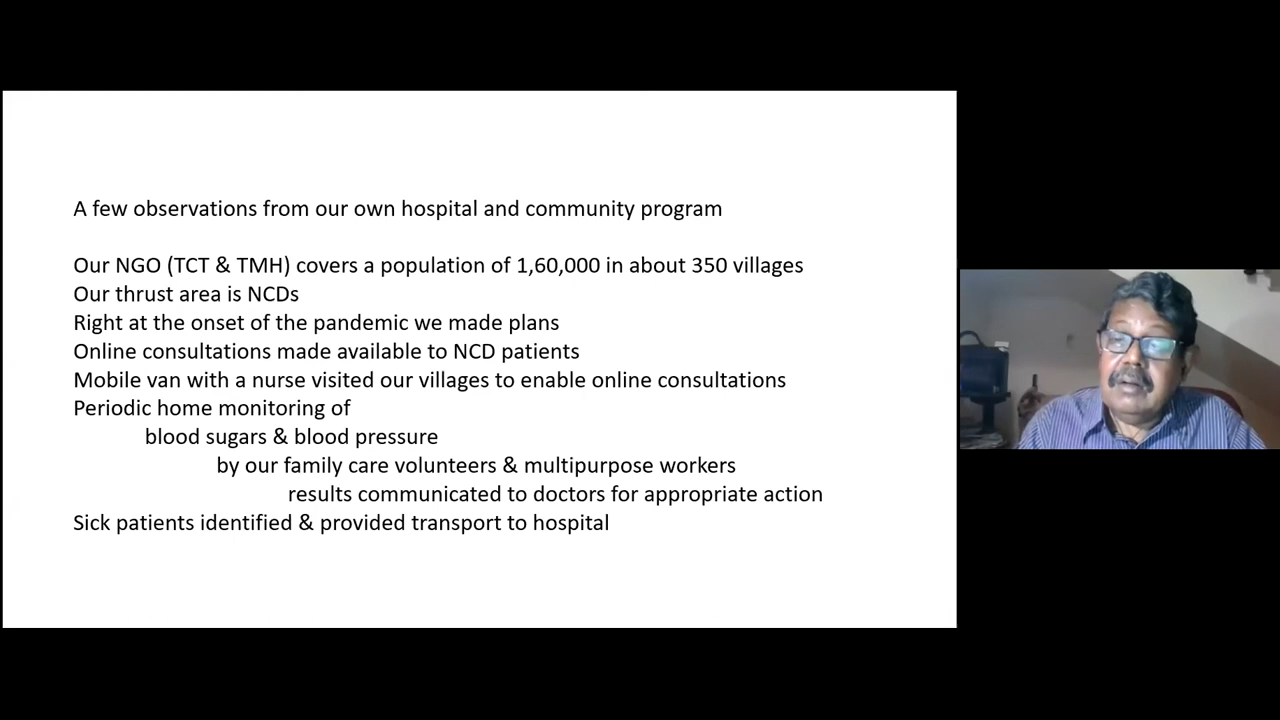 A few observations from our own hospital and community program
Our NGO (TCT & TMH) covers a population of 1,60,000 in about 350 villages
Our thrust area is NCDs
Right at the onset of the pandemic we made plans
Online consultations made available to NCD patients
Mobile van with a nurse visited our villages to enable online consultations
Periodic home monitoring of
blood sugars & blood pressure
by our family care volunteers & multipurpose workers
results communicated to doctors for appropriate action
Sick patients identified & provided transport to hospital